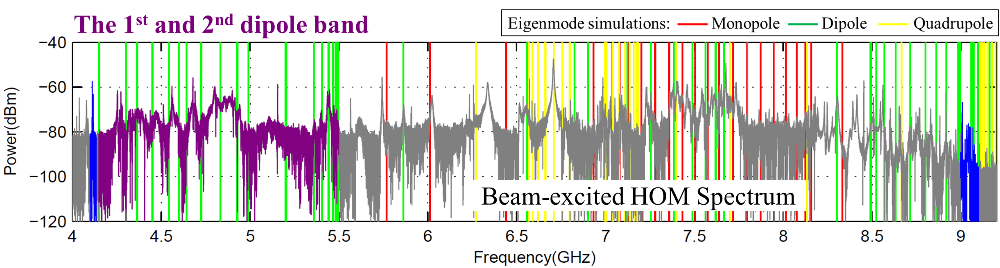 The 1st and 2nd dipole band
Eigenmode simulations: Monopole Dipole Quadrupole
−40
−60
−80
−100
−120
Power(dBm)
Beam-excited HOM Spectrum
4 4.5 5 5.5 6 6.5 7 7.5 8 8.5 9
Frequency(GHz)